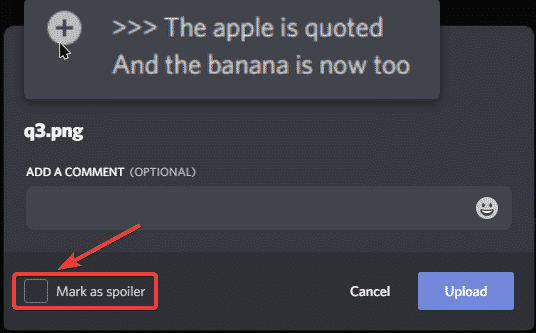 >>> The apple is quoted
And the banana is now too
q3.png
ADD A COMMENT (OPTIONAL)
Mark as spoiler Cancel Upload